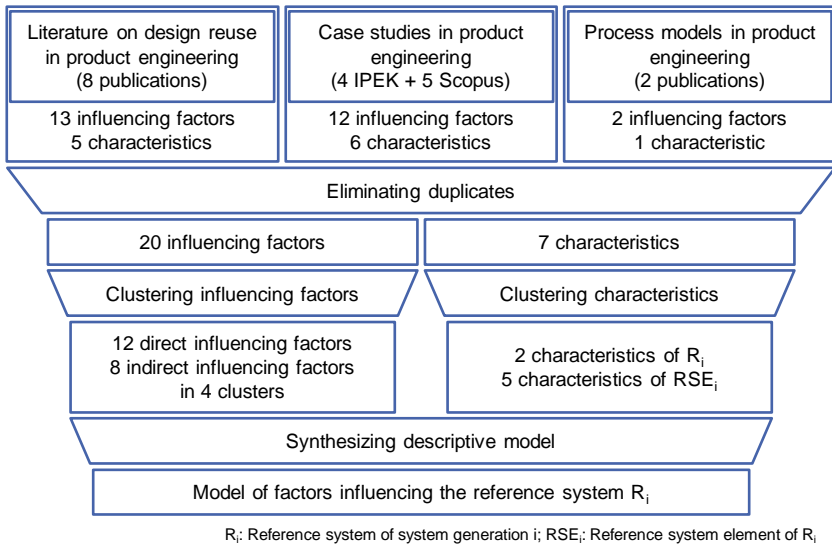 Literature on design reuse
in product engineering
(8 publications)
13 influencing factors
5 characteristics
Case studies in product
engineering
(4 IPEK + 5 Scopus)
12 influencing factors
6 characteristics
Process models in product
engineering
(2 publications)
2 influencing factors
1 characteristic
Eliminating duplicates
20 influencing factors
7 characteristics
Clustering influencing factors
Clustering characteristics
12 direct influencing factors
8 indirect influencing factors
in 4 clusters
2 characteristics of Rᵢ
5 characteristics of RSEᵢ
Synthesizing descriptive model
Model of factors influencing the reference system Rᵢ
Rᵢ: Reference system of system generation i; RSEᵢ: Reference system element of Rᵢ